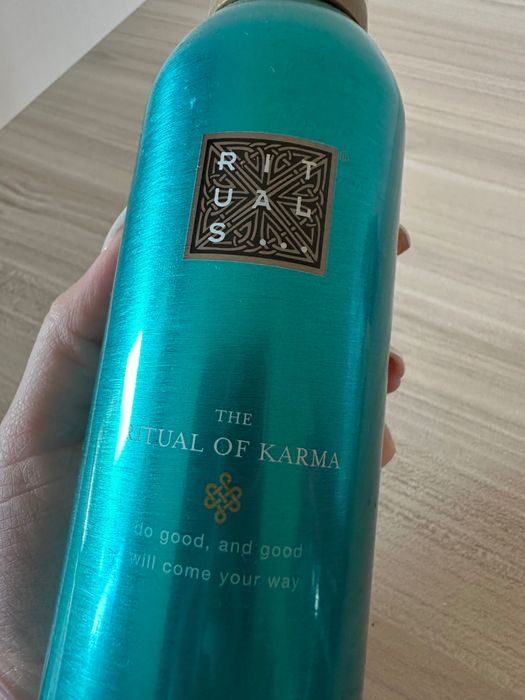 RIT
UAL
S...
®
THE
RITUAL OF KARMA
do good, and good
will come your way